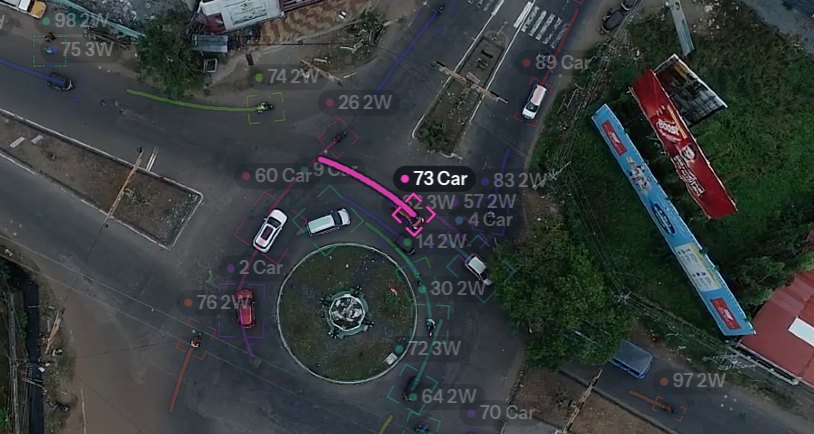 98 2W
75 3W
74 2W
26 2W
89 Car
60 Car
9 Car
73 Car
83 2W
2 3W
57 2W
4 Car
14 2W
2 Car
30 2W
76 2W
72 3W
64 2W
70 Car
97 2W